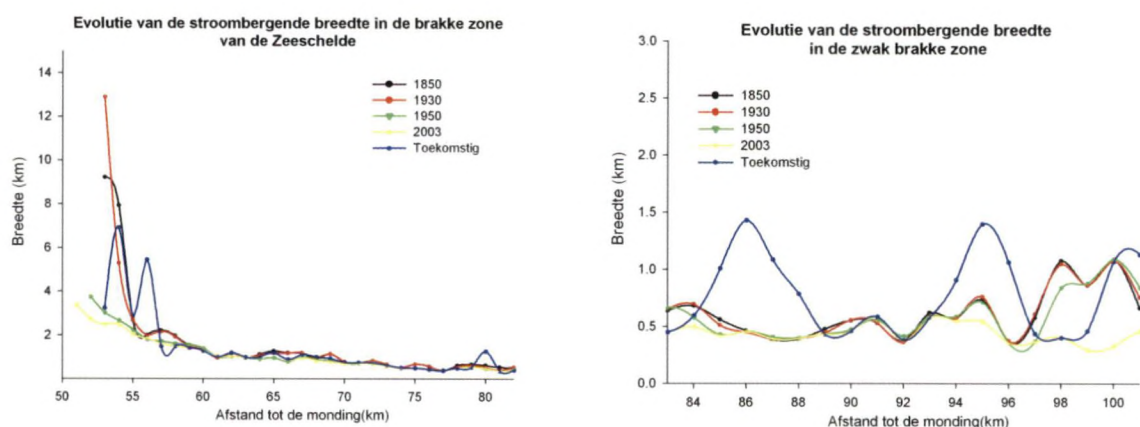 Evolutie van de stroombergende breedte in de brakke zone
van de Zeeschelde
14
12
10
8
6
4
2
Breedte (km)
1850
1930
1950
2003
Toekomstig
50 55 60 65 70 75 80
Afstand tot de monding(km)
Evolutie van de stroombergende breedte
in de zwak brakke zone
3.0
2.5
2.0
1.5
1.0
0.5
0.0
Breedte (km)
1850
1930
1950
2003
Toekomstig
84 86 88 90 92 94 96 98 100
Afstand tot de monding(km)